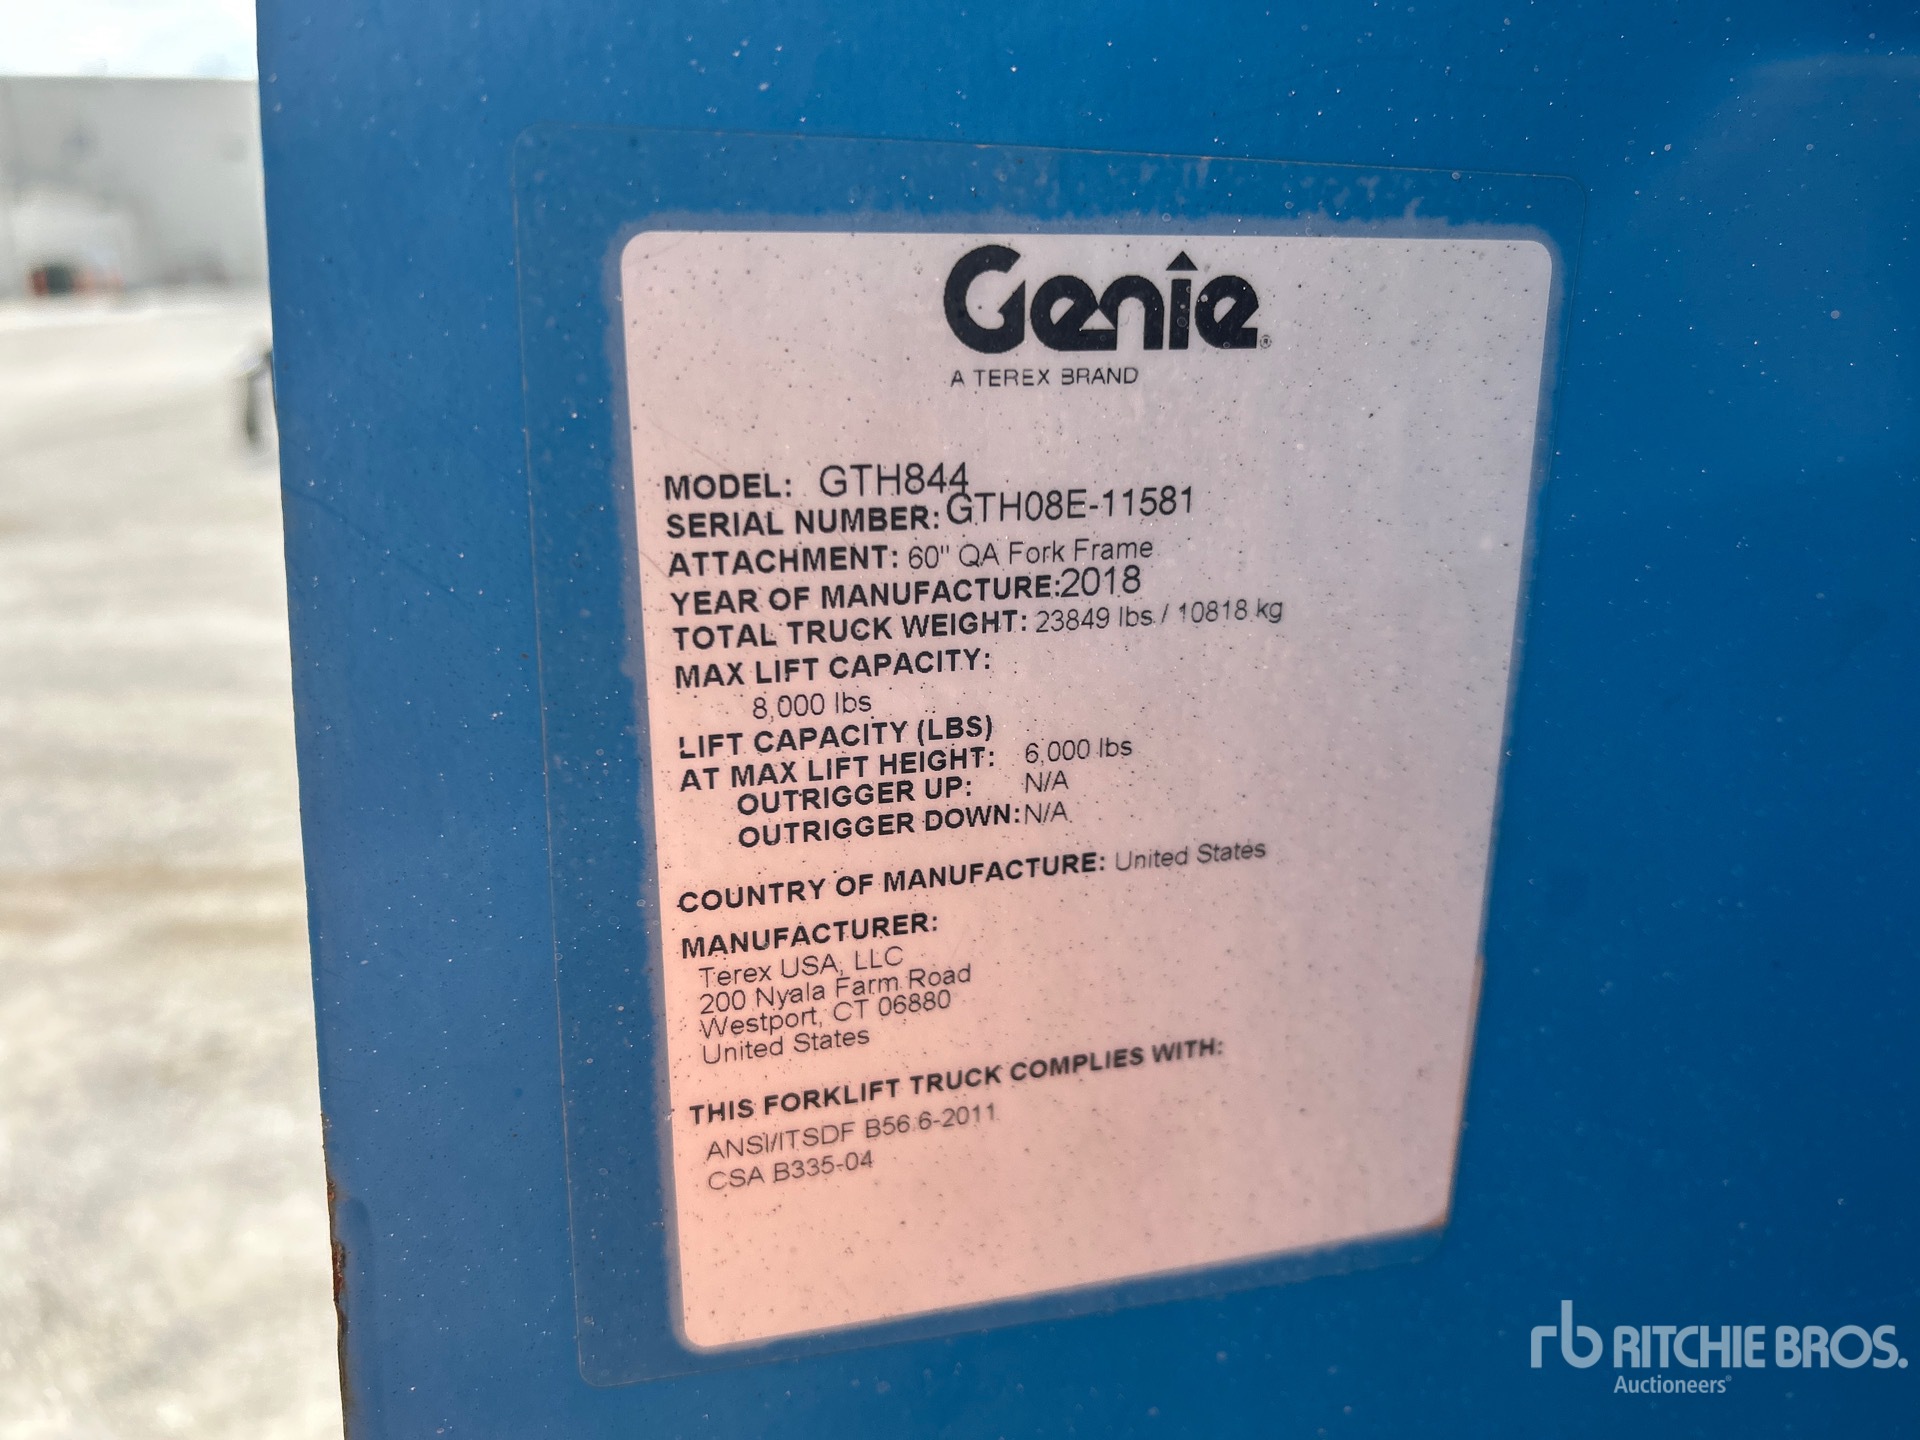 Genie®
A TEREX BRAND
MODEL: GTH844
SERIAL NUMBER: GTH08E-11581
ATTACHMENT: 60" QA Fork Frame
YEAR OF MANUFACTURE: 2018
TOTAL TRUCK WEIGHT: 23849 lbs / 10818 kg
MAX LIFT CAPACITY:
8,000 lbs
LIFT CAPACITY (LBS)
AT MAX LIFT HEIGHT: 6,000 lbs
OUTRIGGER UP: N/A
OUTRIGGER DOWN: N/A
COUNTRY OF MANUFACTURE: United States
MANUFACTURER:
Terex USA, LLC
200 Nyala Farm Road
Westport, CT 06880
United States
THIS FORKLIFT TRUCK COMPLIES WITH:
ANSI/ITSDF B56.6-2011
CSA B335-04
rb RITCHIE BROS.
Auctioneers®